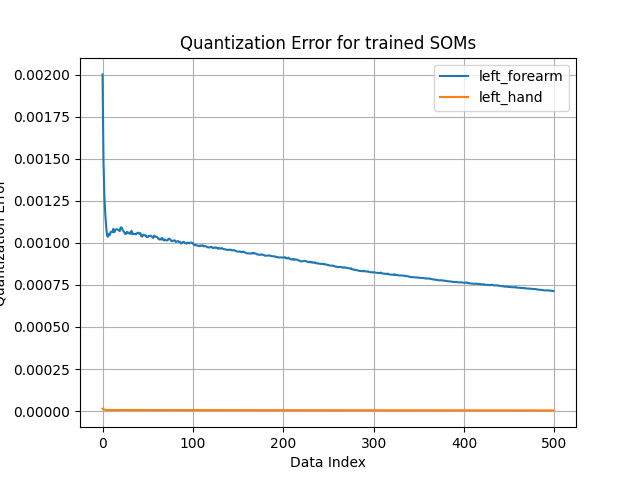 Quantization Error for trained SOMs
left_forearm
left_hand
0.00200
0.00175
0.00150
0.00125
0.00100
0.00075
0.00050
0.00025
0.00000
Quantization Error
0 100 200 300 400 500
Data Index